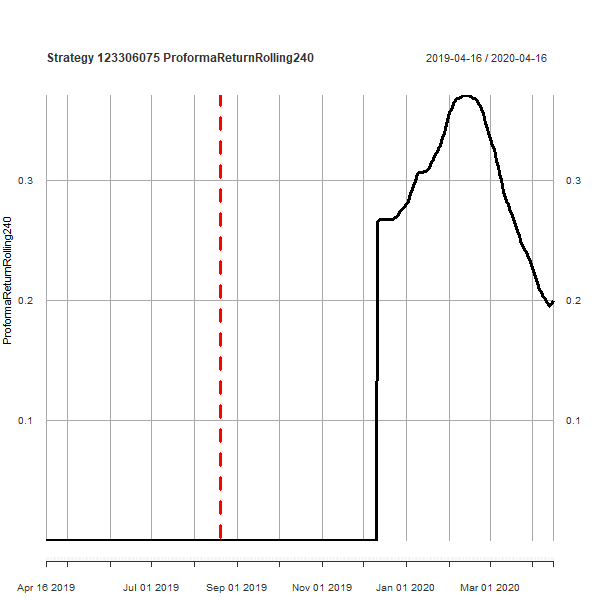 Strategy 123306075 ProformaReturnRolling240
2019-04-16 / 2020-04-16
ProformaReturnRolling240
0.3
0.3
0.2
0.2
0.1
0.1
Apr 16 2019
Jul 01 2019
Sep 01 2019
Nov 01 2019
Jan 01 2020
Mar 01 2020